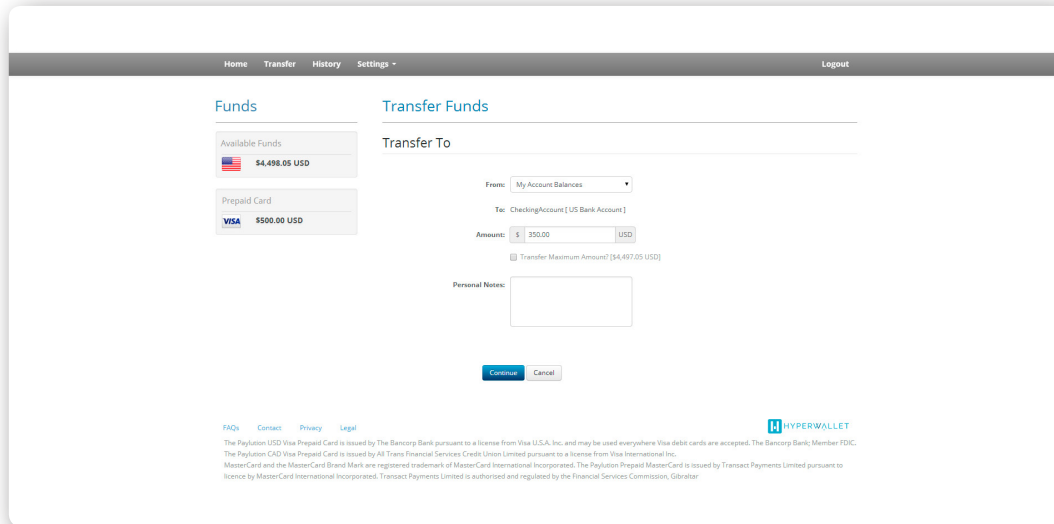 Home Transfer History Settings Logout
Funds
Available Funds
$4,498.05 USD
Prepaid Card
VISA $500.00 USD
Transfer Funds
Transfer To
From: My Account Balances
To: CheckingAccount [ US Bank Account ]
Amount: $ 350.00 USD
Transfer Maximum Amount? [$4,497.05 USD]
Personal Notes:
Continue Cancel
FAQs Contact Privacy Legal
HYPERWALLET
The Paylution USD Visa Prepaid Card is issued by The Bancorp Bank pursuant to a license from Visa U.S.A. Inc. and may be used everywhere Visa debit cards are accepted. The Bancorp Bank; Member FDIC.
The Paylution CAD Visa Prepaid Card is issued by All Trans Financial Services Credit Union Limited pursuant to a license from Visa International Inc.
MasterCard and the MasterCard Brand Mark are registered trademark of MasterCard International Incorporated. The Paylution Prepaid MasterCard is issued by Transact Payments Limited pursuant to
licence by MasterCard International Incorporated. Transact Payments Limited is authorised and regulated by the Financial Services Commission, Gibraltar